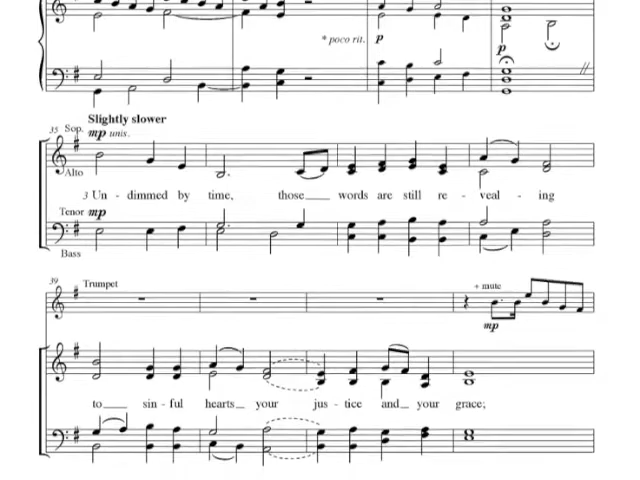 * poco rit.
p
p
Slightly slower
35 Sop. mp unis.
Alto
3 Un - dimmed by time, those words are still re - veal - ing
Tenor mp
Bass
39 Trumpet
+ mute
mp
to sin - ful hearts your jus - tice and your grace;